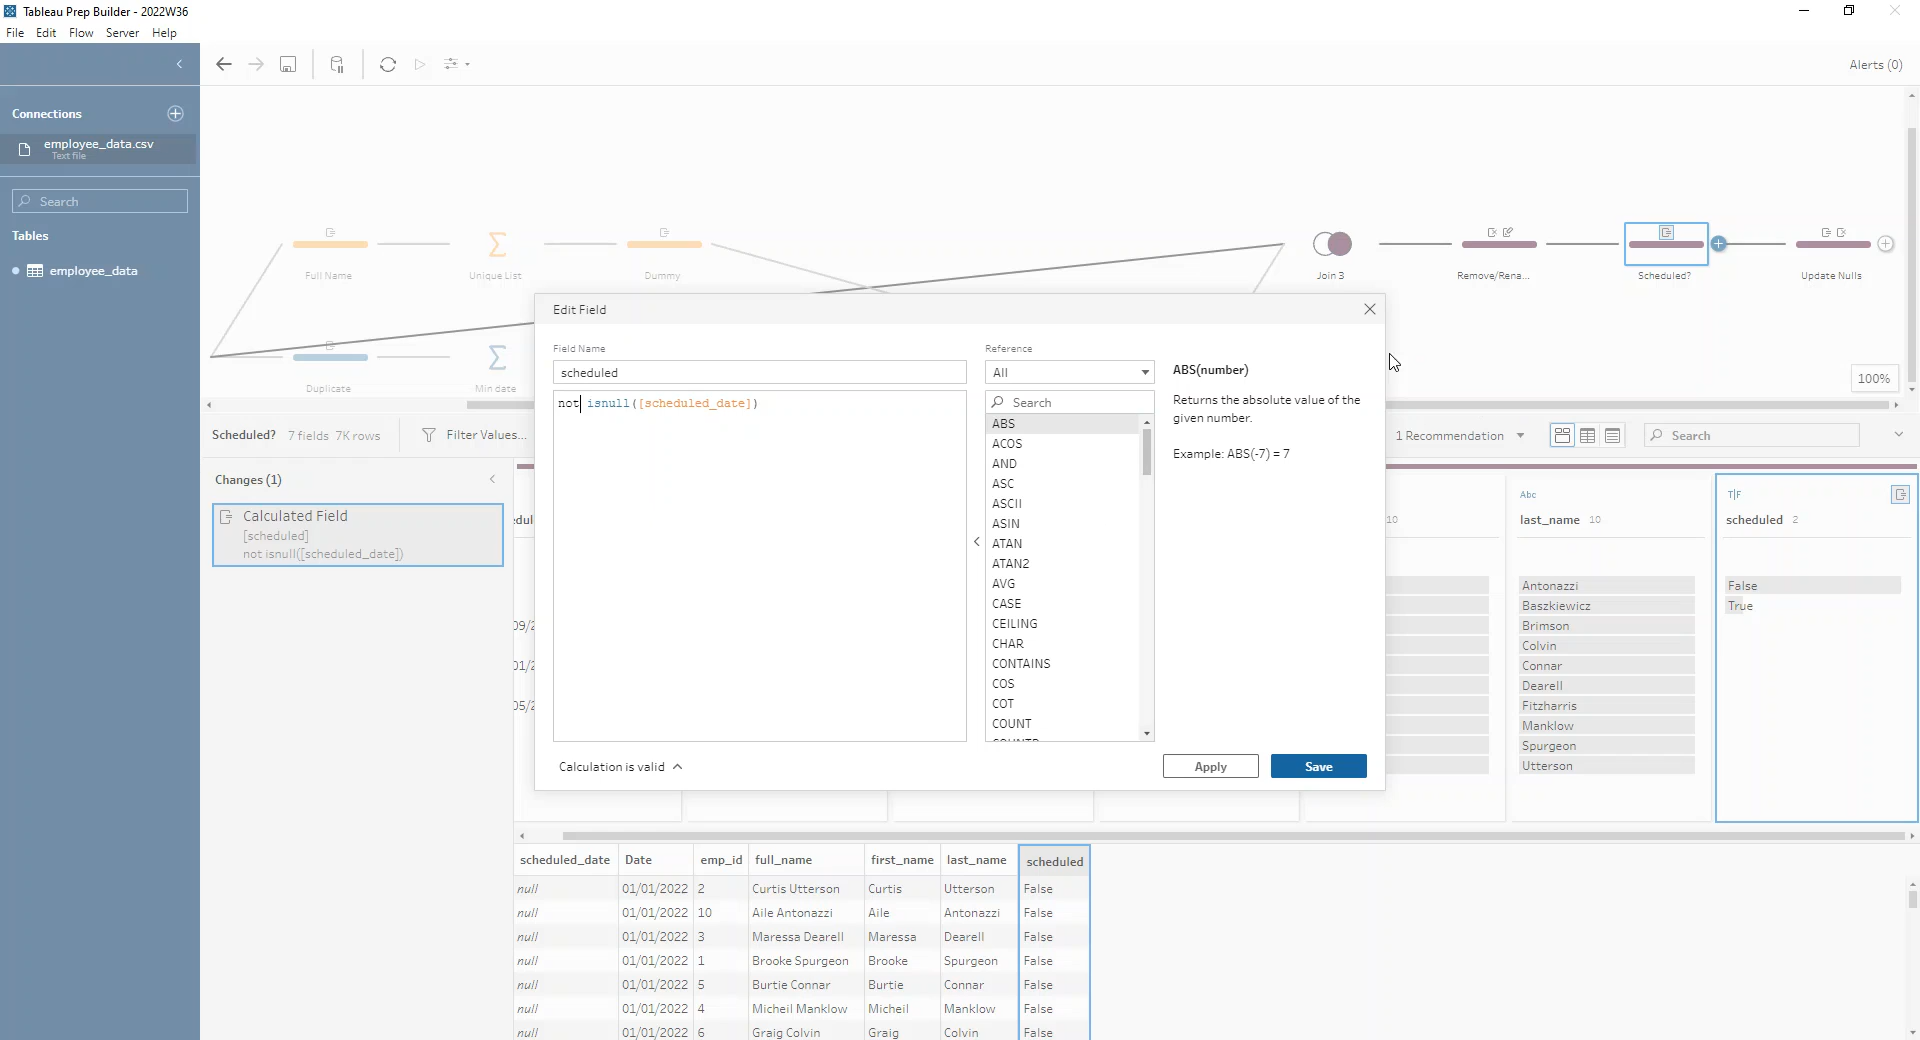 Tableau Prep Builder - 2022W36
File Edit Flow Server Help
Alerts (0)
Connections
employee_data.csv
Text file
Search
Tables
employee_data
Full Name
Unique List
Dummy
Join 3
Remove/Rena...
Scheduled?
Update Nulls
Duplicate
Min date
100%
Edit Field
Field Name
scheduled
not isnull([scheduled_date])
Calculation is valid
Reference
All
Search
ABS
ACOS
AND
ASC
ASCII
ASIN
ATAN
ATAN2
AVG
CASE
CEILING
CHAR
CONTAINS
COS
COT
COUNT
COUNTD
ABS(number)
Returns the absolute value of the
given number.
Example: ABS(-7) = 7
Apply
Save
Scheduled? 7 fields 7K rows
Filter Values...
1 Recommendation
Search
Changes (1)
Calculated Field
[scheduled]
not isnull([scheduled_date])
edul
09/2
01/2
05/2
10
Abc
last_name 10
Antonazzi
Baszkiewicz
Brimson
Colvin
Connar
Dearell
Fitzharris
Manklow
Spurgeon
Utterson
T|F
scheduled 2
False
True
scheduled_date Date emp_id full_name first_name last_name scheduled
null 01/01/2022 2 Curtis Utterson Curtis Utterson False
null 01/01/2022 10 Aile Antonazzi Aile Antonazzi False
null 01/01/2022 3 Maressa Dearell Maressa Dearell False
null 01/01/2022 1 Brooke Spurgeon Brooke Spurgeon False
null 01/01/2022 5 Burtie Connar Burtie Connar False
null 01/01/2022 4 Micheil Manklow Micheil Manklow False
null 01/01/2022 6 Graig Colvin Graig Colvin False